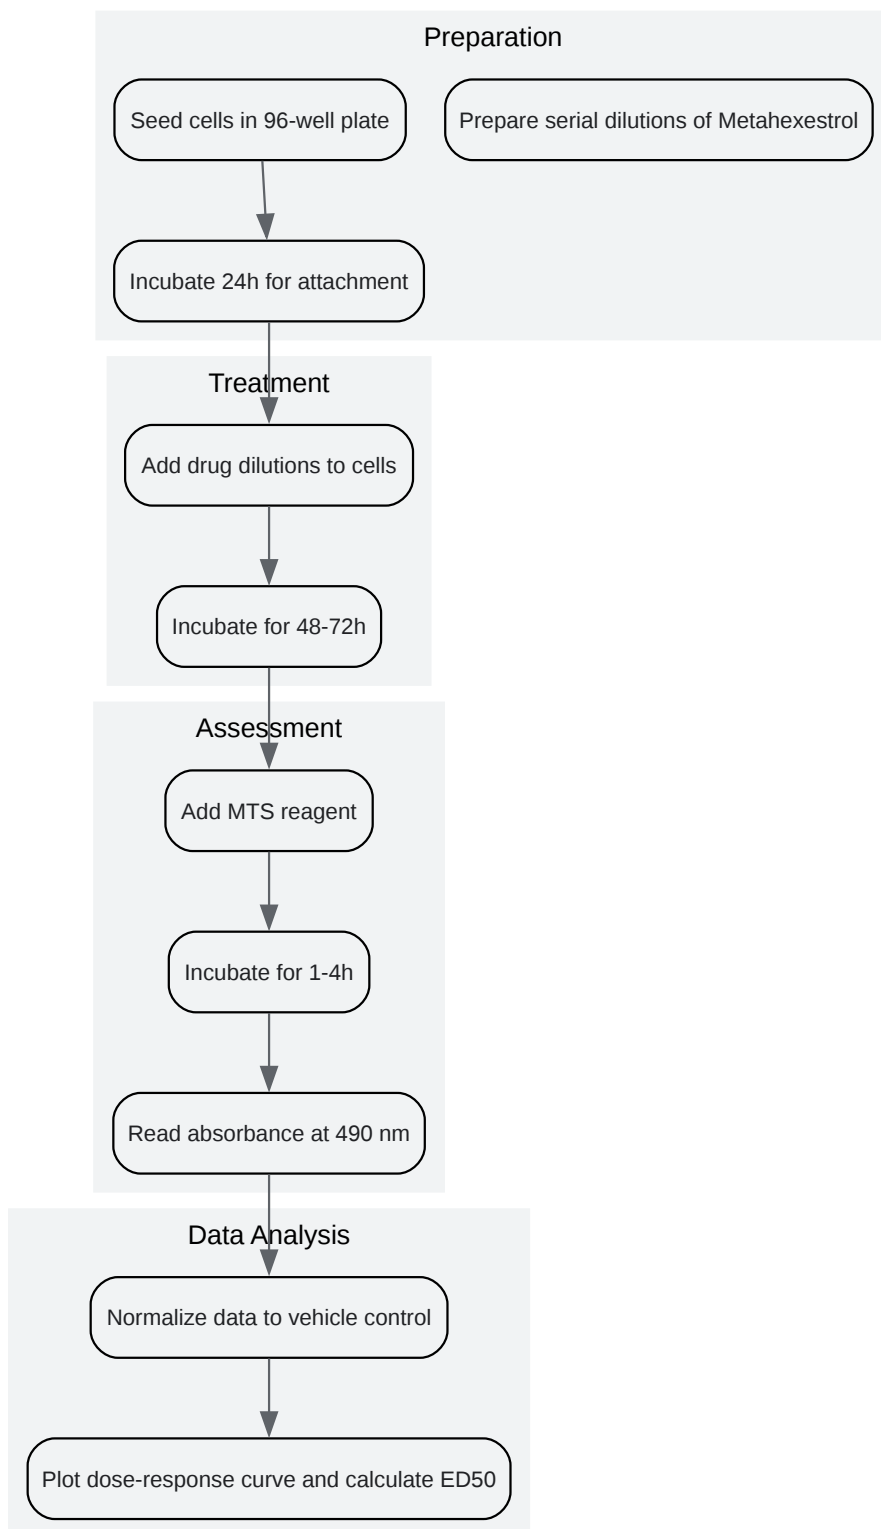 Preparation
Seed cells in 96-well plate
Prepare serial dilutions of Metahexestrol
Incubate 24h for attachment
Treatment
Add drug dilutions to cells
Incubate for 48-72h
Assessment
Add MTS reagent
Incubate for 1-4h
Read absorbance at 490 nm
Data Analysis
Normalize data to vehicle control
Plot dose-response curve and calculate ED50